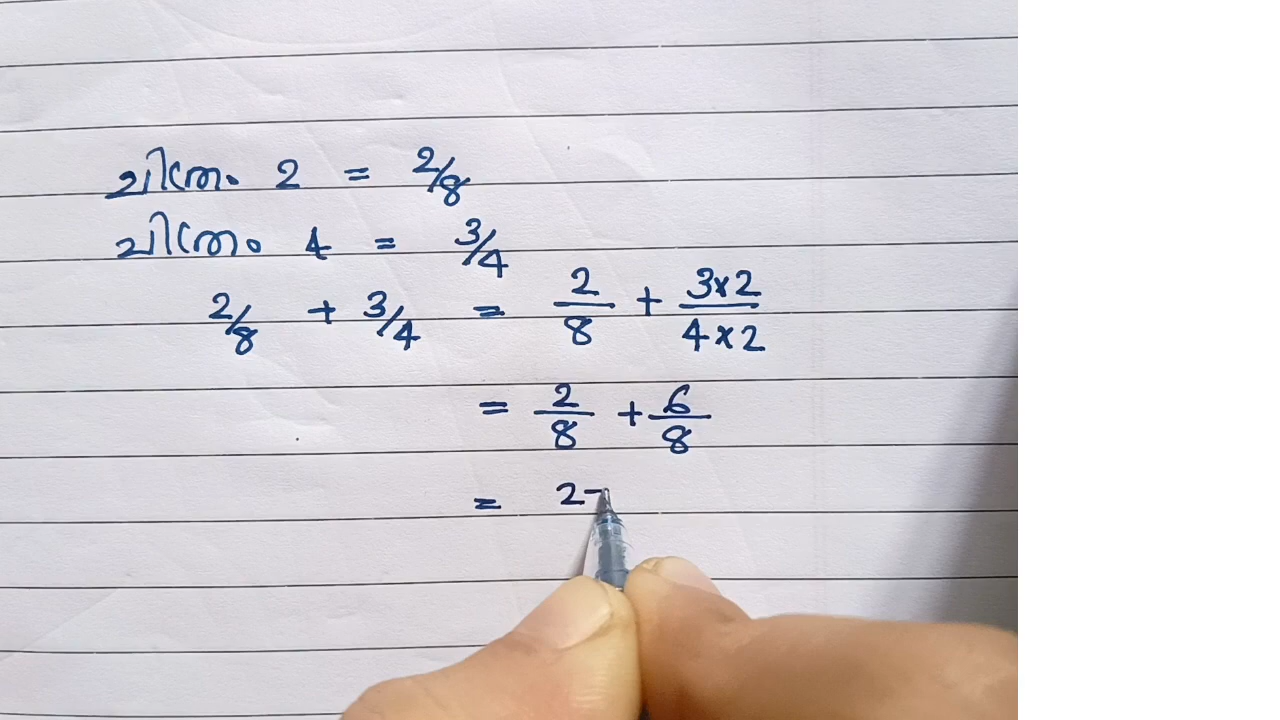 ചിത്രം 2 = 2/8
ചിത്രം 4 = 3/4
2/8 + 3/4 = 2/8 + 3×2/4×2
= 2/8 + 6/8
= 2